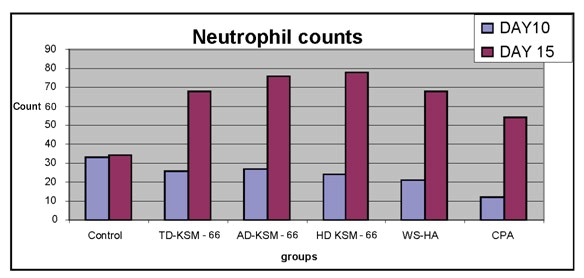 Neutrophil counts
DAY10
DAY 15
Count
90
80
70
60
50
40
30
20
10
0
Control TD-KSM - 66 AD-KSM - 66 HD KSM - 66 WS-HA CPA
groups